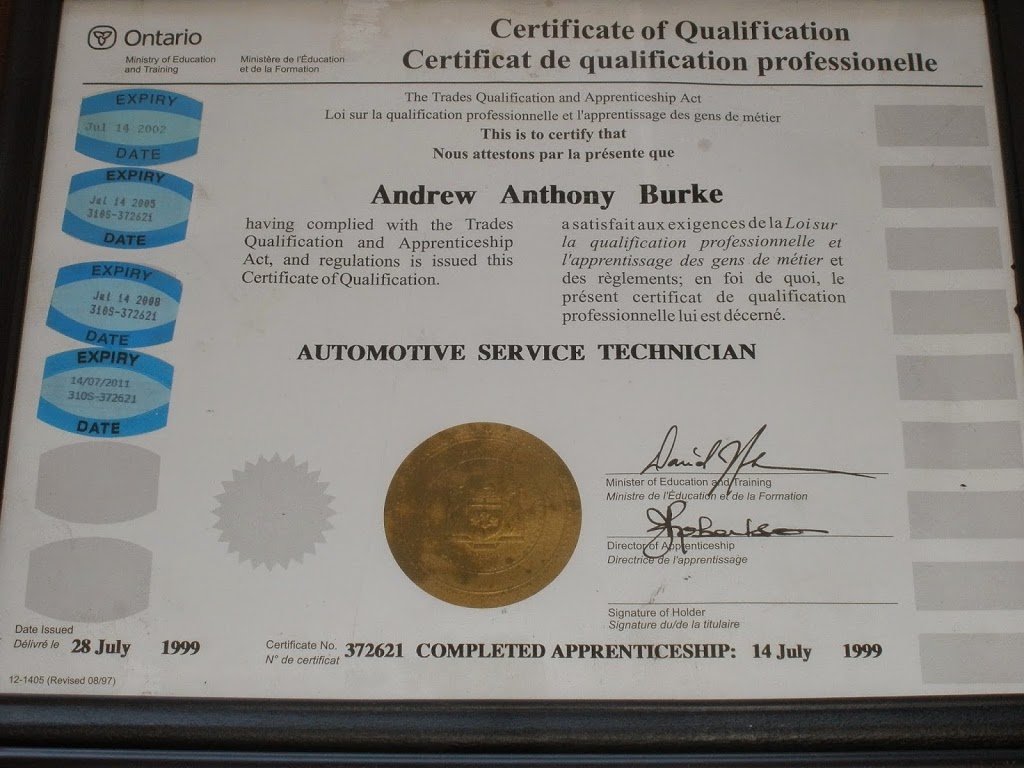 Ontario
Ministry of Education
and Training
Ministère de l'Éducation
et de la Formation
Certificate of Qualification
Certificat de qualification professionelle
The Trades Qualification and Apprenticeship Act
Loi sur la qualification professionnelle et l'apprentissage des gens de métier
This is to certify that
Nous attestons par la présente que
Andrew Anthony Burke
having complied with the Trades
Qualification and Apprenticeship
Act, and regulations is issued this
Certificate of Qualification.
a satisfait aux exigences de la Loi sur
la qualification professionnelle et
l'apprentissage des gens de métier et
des règlements; en foi de quoi, le
présent certificat de qualification
professionnelle lui est décerné.
AUTOMOTIVE SERVICE TECHNICIAN
EXPIRY
Jul 14 2002
DATE
EXPIRY
Jul 14 2005
310S-372621
DATE
EXPIRY
Jul 14 2008
310S-372621
DATE
EXPIRY
14/07/2011
310S-372621
DATE
Minister of Education and Training
Ministre de l'Éducation et de la Formation
Director of Apprenticeship
Directrice de l'apprentissage
Signature of Holder
Signature du/de la titulaire
Date Issued
Délivré le 28 July 1999
Certificate No.
N° de certificat 372621 COMPLETED APPRENTICESHIP: 14 July 1999
12-1405 (Revised 08/97)